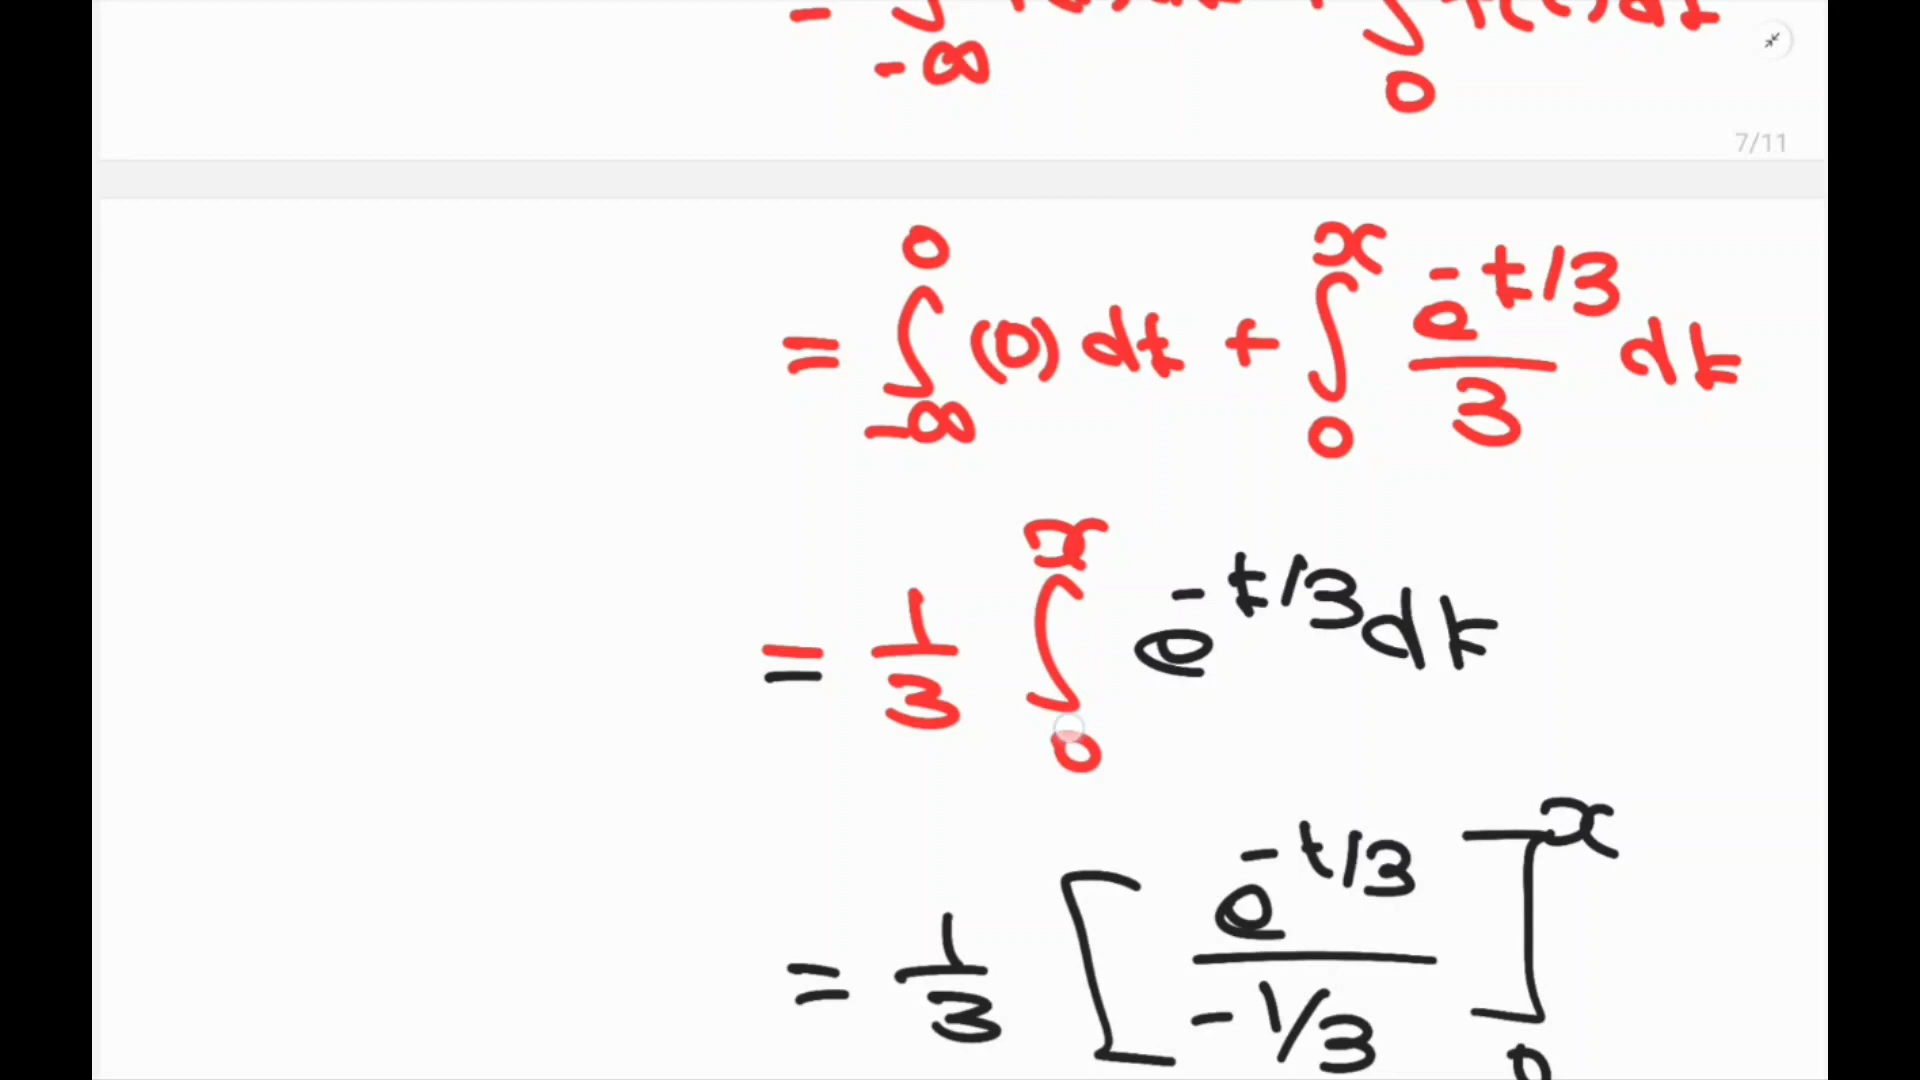 -∞ 0
7/11
= ∫_{-∞}^{0} (0) dt + ∫_{0}^{x} e^{-t/3}/3 dt
= 1/3 ∫_{0}^{x} e^{-t/3} dt
= 1/3 [ e^{-t/3} / -1/3 ]_{0}^{x}